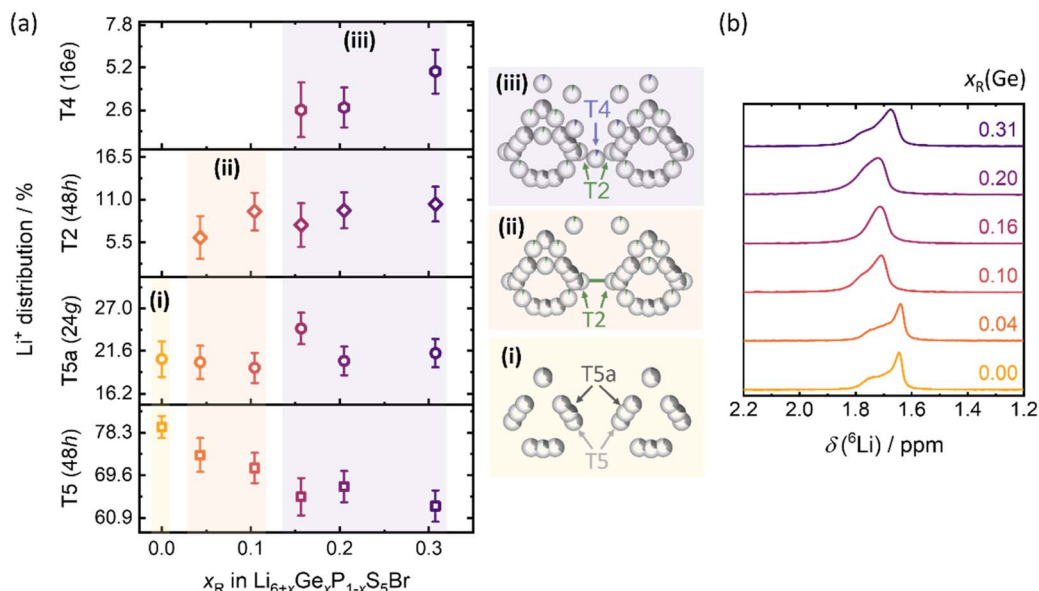 (a)
Li⁺ distribution / %
T4 (16e)
7.8
5.2
2.6
(iii)
T2 (48h)
16.5
11.0
5.5
(ii)
T5a (24g)
27.0
21.6
16.2
(i)
T5 (48h)
78.3
69.6
60.9
0.0 0.1 0.2 0.3
xR in Li6+xGexP1-xS5Br
(iii)
T4
T2
(ii)
T2
(i)
T5a
T5
(b)
xR(Ge)
0.31
0.20
0.16
0.10
0.04
0.00
2.2 2.0 1.8 1.6 1.4 1.2
δ(⁶Li) / ppm